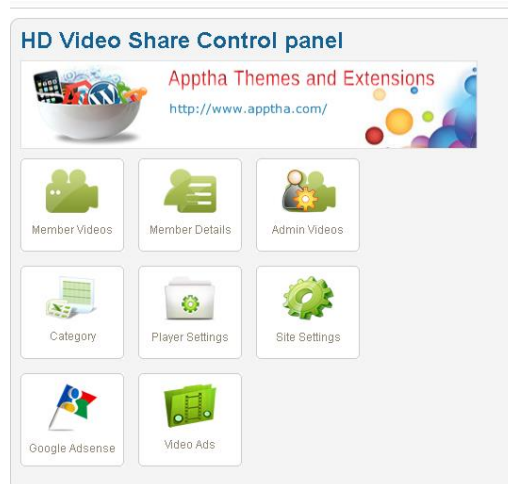 HD Video Share Control panel
Apptha Themes and Extensions
http://www.apptha.com/
Member Videos
Member Details
Admin Videos
Category
Player Settings
Site Settings
Google Adsense
Video Ads